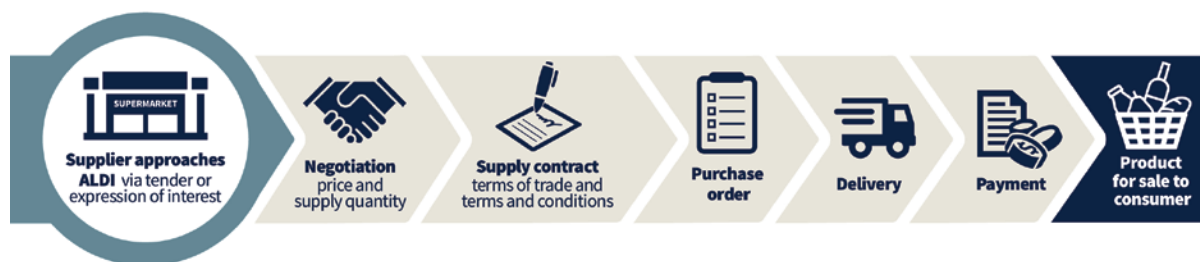 SUPERMARKET
Supplier approaches
ALDI via tender or
expression of interest
Negotiation
price and
supply quantity
Supply contract
terms of trade and
terms and conditions
Purchase
order
Delivery
Payment
Product
for sale to
consumer